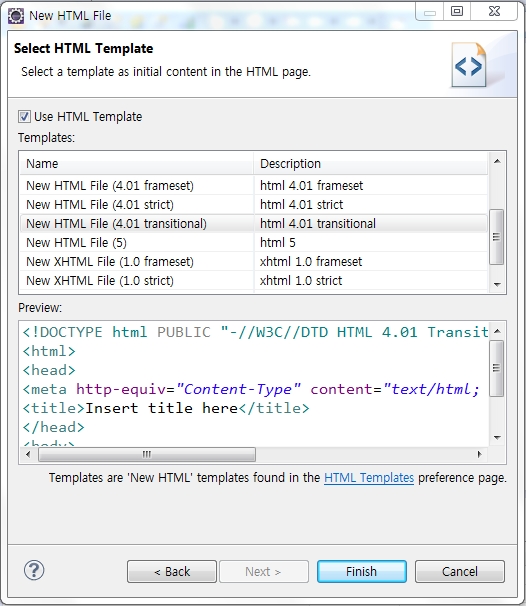 New HTML File
Select HTML Template
Select a template as initial content in the HTML page.
Use HTML Template
Templates:
Name Description
New HTML File (4.01 frameset) html 4.01 frameset
New HTML File (4.01 strict) html 4.01 strict
New HTML File (4.01 transitional) html 4.01 transitional
New HTML File (5) html 5
New XHTML File (1.0 frameset) xhtml 1.0 frameset
New XHTML File (1.0 strict) xhtml 1.0 strict
Preview:
<!DOCTYPE html PUBLIC "-//W3C//DTD HTML 4.01 Transit
<html>
<head>
<meta http-equiv="Content-Type" content="text/html;
<title>Insert title here</title>
</head>
<body>
Templates are 'New HTML' templates found in the HTML Templates preference page.
< Back Next > Finish Cancel